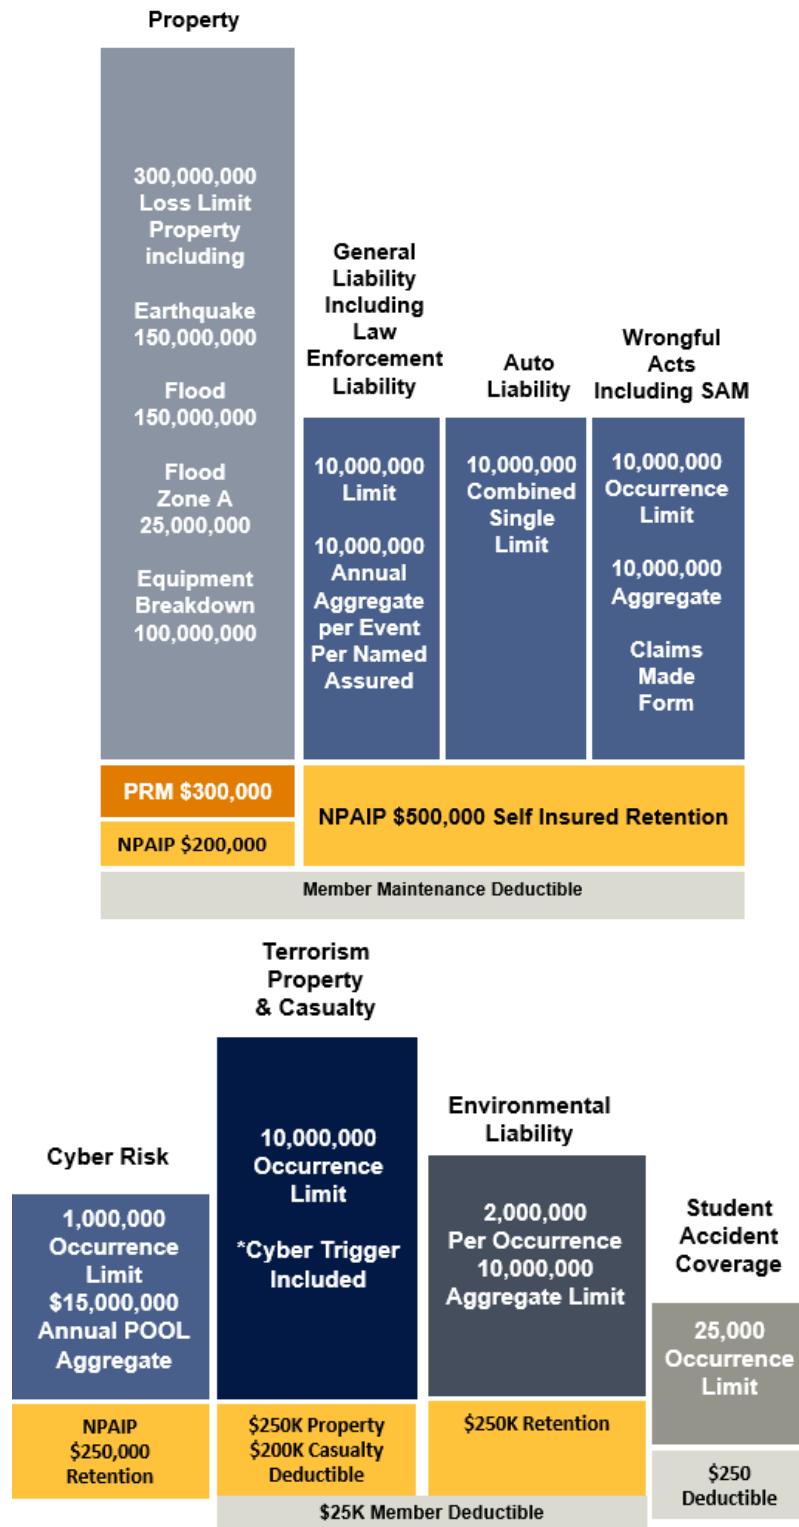 Property
300,000,000
Loss Limit
Property
including
Earthquake
150,000,000
Flood
150,000,000
Flood
Zone A
25,000,000
Equipment
Breakdown
100,000,000
General
Liability
Including
Law
Enforcement
Liability
10,000,000
Limit
10,000,000
Annual
Aggregate
per Event
Per Named
Assured
Auto
Liability
10,000,000
Combined
Single
Limit
Wrongful
Acts
Including SAM
10,000,000
Occurrence
Limit
10,000,000
Aggregate
Claims
Made
Form
PRM $300,000
NPAIP $200,000
NPAIP $500,000 Self Insured Retention
Member Maintenance Deductible
Cyber Risk
1,000,000
Occurrence
Limit
$15,000,000
Annual POOL
Aggregate
NPAIP
$250,000
Retention
Terrorism
Property
& Casualty
10,000,000
Occurrence
Limit
*Cyber Trigger
Included
$250K Property
$200K Casualty
Deductible
Environmental
Liability
2,000,000
Per Occurrence
10,000,000
Aggregate Limit
$250K Retention
$25K Member Deductible
Student
Accident
Coverage
25,000
Occurrence
Limit
$250
Deductible